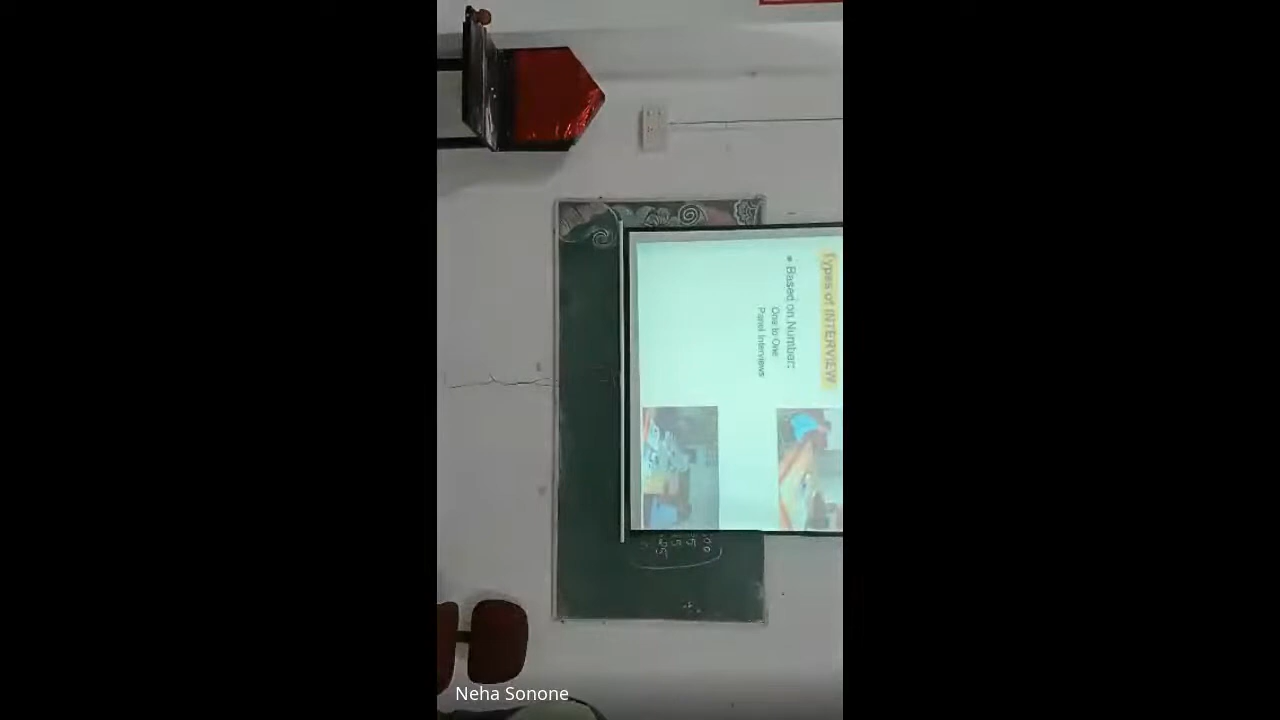 Types of INTERVIEW
• Based on Number:
One to One
Panel Interviews
Neha Sonone